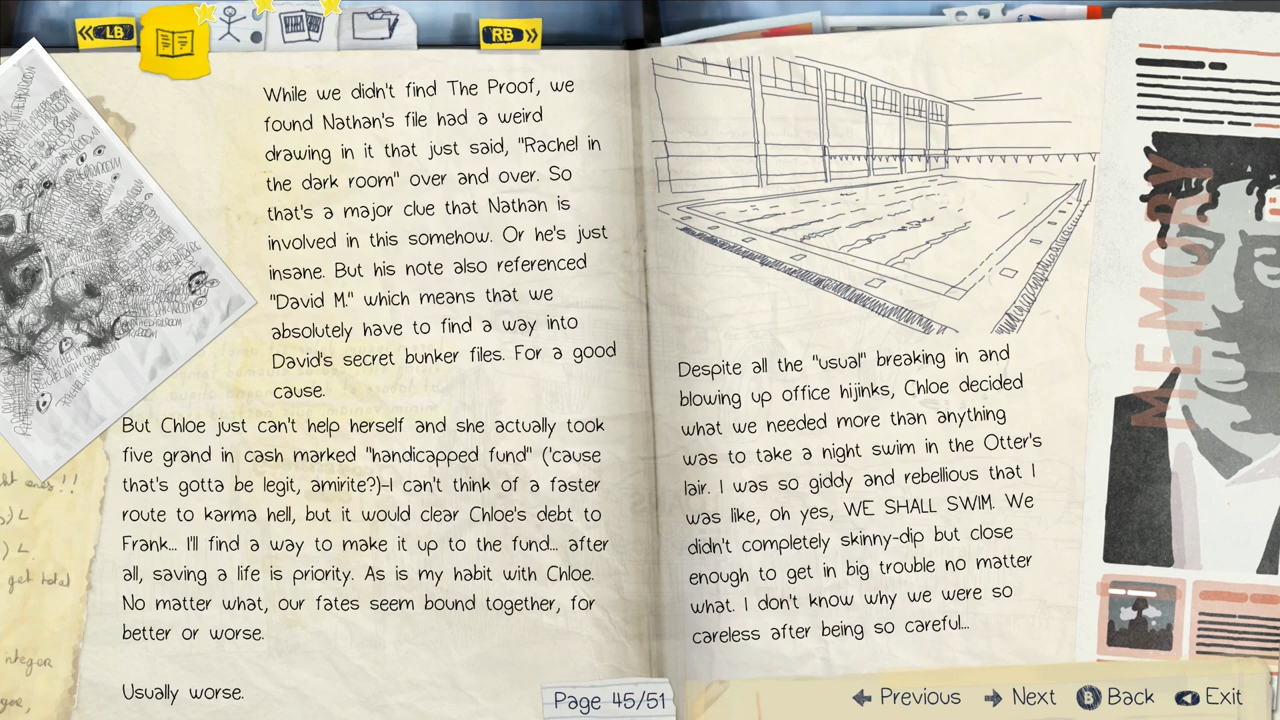 LB
RB
While we didn't find The Proof, we
found Nathan's file had a weird
drawing in it that just said, "Rachel in
the dark room" over and over. So
that's a major clue that Nathan is
involved in this somehow. Or he's just
insane. But his note also referenced
"David M." which means that we
absolutely have to find a way into
David's secret bunker files. For a good
cause.
But Chloe just can't help herself and she actually took
five grand in cash marked "handicapped fund" ('cause
that's gotta be legit, amirite?)-I can't think of a faster
route to karma hell, but it would clear Chloe's debt to
Frank... I'll find a way to make it up to the fund... after
all, saving a life is priority. As is my habit with Chloe.
No matter what, our fates seem bound together, for
better or worse.
Usually worse.
Despite all the "usual" breaking in and
blowing up office hijinks, Chloe decided
what we needed more than anything
was to take a night swim in the Otter's
lair. I was so giddy and rebellious that I
was like, oh yes, WE SHALL SWIM. We
didn't completely skinny-dip but close
enough to get in big trouble no matter
what. I don't know why we were so
careless after being so careful...
MEMORY
get total
integer
Page 45/51
Previous
Next
B Back
Exit